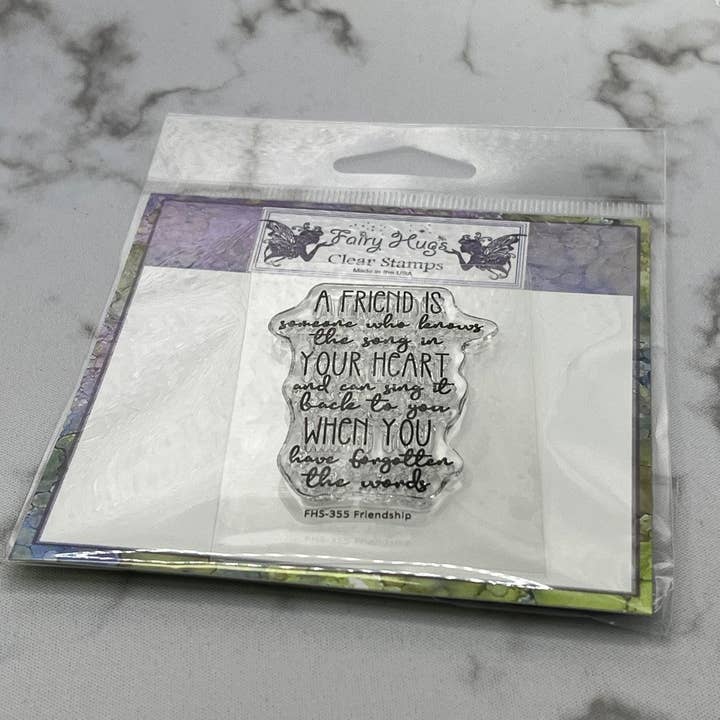 Fairy Hugs
Clear Stamps
Made in the USA
A FRIEND IS
someone who knows
the song in
YOUR HEART
and can sing it
back to you
WHEN YOU
have forgotten
the words
FHS-355 Friendship